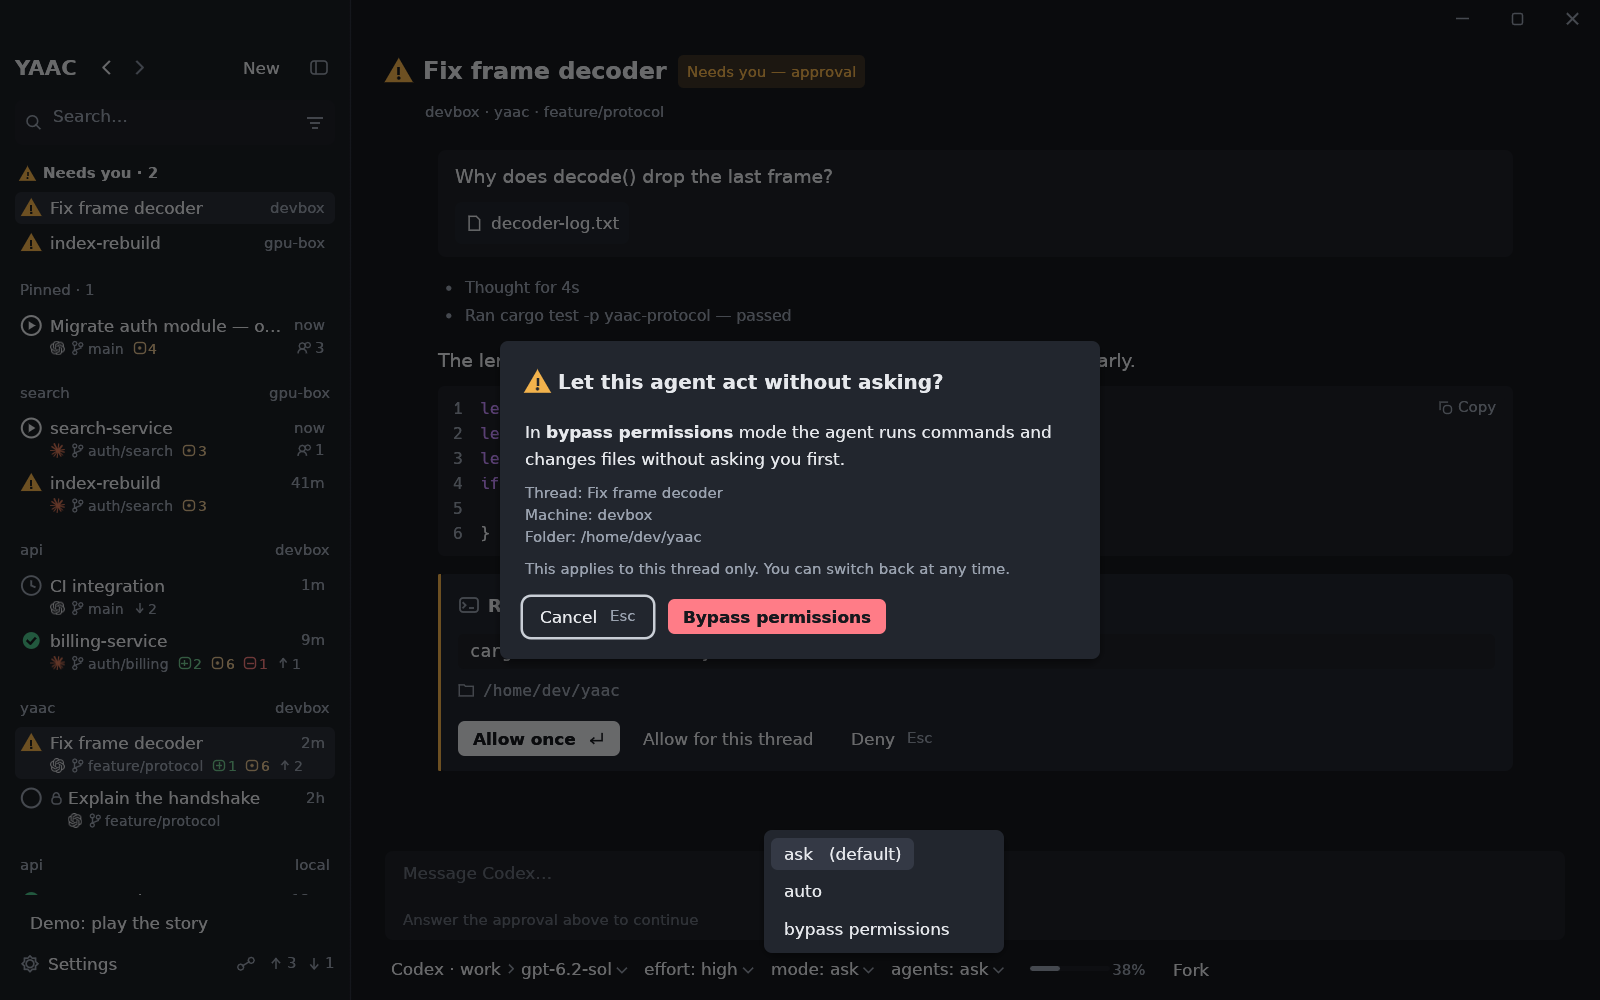 YAAC
New
Search...
Needs you · 2
Fix frame decoder devbox
index-rebuild gpu-box
Pinned · 1
Migrate auth module — o... now
main 4 3
search gpu-box
search-service now
auth/search 3 1
index-rebuild 41m
auth/search 3
api devbox
CI integration 1m
main 2
billing-service 9m
auth/billing 2 6 1 1
yaac devbox
Fix frame decoder 2m
feature/protocol 1 6 2
Explain the handshake 2h
feature/protocol
api local
Demo: play the story
Settings 3 1
Fix frame decoder Needs you — approval
devbox · yaac · feature/protocol
Why does decode() drop the last frame?
decoder-log.txt
• Thought for 4s
• Ran cargo test -p yaac-protocol — passed
Copy
1
2
3
4 if
5
6 }
Let this agent act without asking?
In bypass permissions mode the agent runs commands and
changes files without asking you first.
Thread: Fix frame decoder
Machine: devbox
Folder: /home/dev/yaac
This applies to this thread only. You can switch back at any time.
Cancel Esc Bypass permissions
/home/dev/yaac
Allow once Allow for this thread Deny Esc
Message Codex...
Answer the approval above to continue
ask (default)
auto
bypass permissions
Codex · work gpt-6.2-sol effort: high mode: ask agents: ask 38% Fork